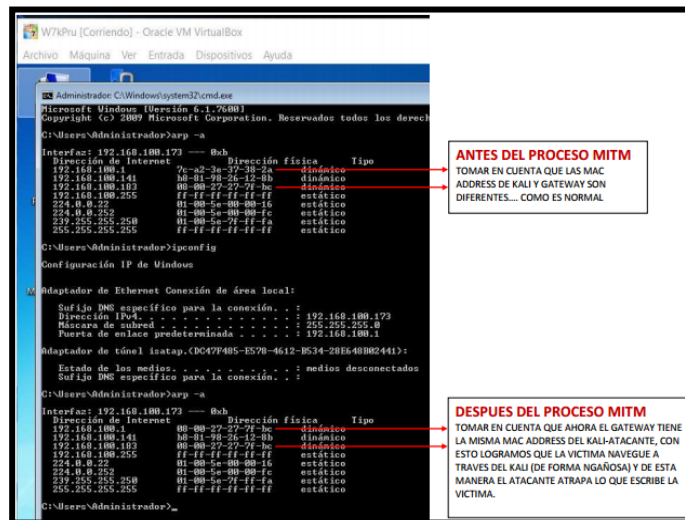 W7kPru [Corriendo] - Oracle VM VirtualBox
Archivo Máquina Ver Entrada Dispositivos Ayuda
Administrador: C:\Windows\system32\cmd.exe
Microsoft Windows [Versión 6.1.7600]
Copyright (c) 2009 Microsoft Corporation. Reservados todos los derech
C:\Users\Administrador>arp -a
Interfaz: 192.168.100.173 --- 0xb
Dirección de Internet Dirección física Tipo
192.168.100.1 7c-a2-3e-37-38-2a dinámico
192.168.100.141 b8-81-98-26-12-8b dinámico
192.168.100.183 08-00-27-27-7f-bc dinámico
192.168.100.255 ff-ff-ff-ff-ff-ff estático
224.0.0.22 01-00-5e-00-00-16 estático
224.0.0.252 01-00-5e-00-00-fc estático
239.255.255.250 01-00-5e-7f-ff-fa estático
255.255.255.255 ff-ff-ff-ff-ff-ff estático
C:\Users\Administrador>ipconfig
Configuración IP de Windows
Adaptador de Ethernet Conexión de área local:
Sufijo DNS específico para la conexión. . :
Dirección IPv4. . . . . . . . . . . . . . : 192.168.100.173
Máscara de subred . . . . . . . . . . . . : 255.255.255.0
Puerta de enlace predeterminada . . . . . : 192.168.100.1
Adaptador de túnel isatap.{DC47F485-E578-4612-B534-28E648B02441}:
Estado de los medios. . . . . . . . . . . : medios desconectados
Sufijo DNS específico para la conexión. . :
C:\Users\Administrador>arp -a
Interfaz: 192.168.100.173 --- 0xb
Dirección de Internet Dirección física Tipo
192.168.100.1 08-00-27-27-7f-bc dinámico
192.168.100.141 b8-81-98-26-12-8b dinámico
192.168.100.183 08-00-27-27-7f-bc dinámico
192.168.100.255 ff-ff-ff-ff-ff-ff estático
224.0.0.22 01-00-5e-00-00-16 estático
224.0.0.252 01-00-5e-00-00-fc estático
239.255.255.250 01-00-5e-7f-ff-fa estático
255.255.255.255 ff-ff-ff-ff-ff-ff estático
C:\Users\Administrador>_
ANTES DEL PROCESO MITM
TOMAR EN CUENTA QUE LAS MAC
ADDRESS DE KALI Y GATEWAY SON
DIFERENTES.... COMO ES NORMAL
DESPUES DEL PROCESO MITM
TOMAR EN CUENTA QUE AHORA EL GATEWAY TIENE
LA MISMA MAC ADDRESS DEL KALI-ATACANTE, CON
ESTO LOGRAMOS QUE LA VICTIMA NAVEGUE A
TRAVES DEL KALI (DE FORMA NGAÑOSA) Y DE ESTA
MANERA EL ATACANTE ATRAPA LO QUE ESCRIBE LA
VICTIMA.